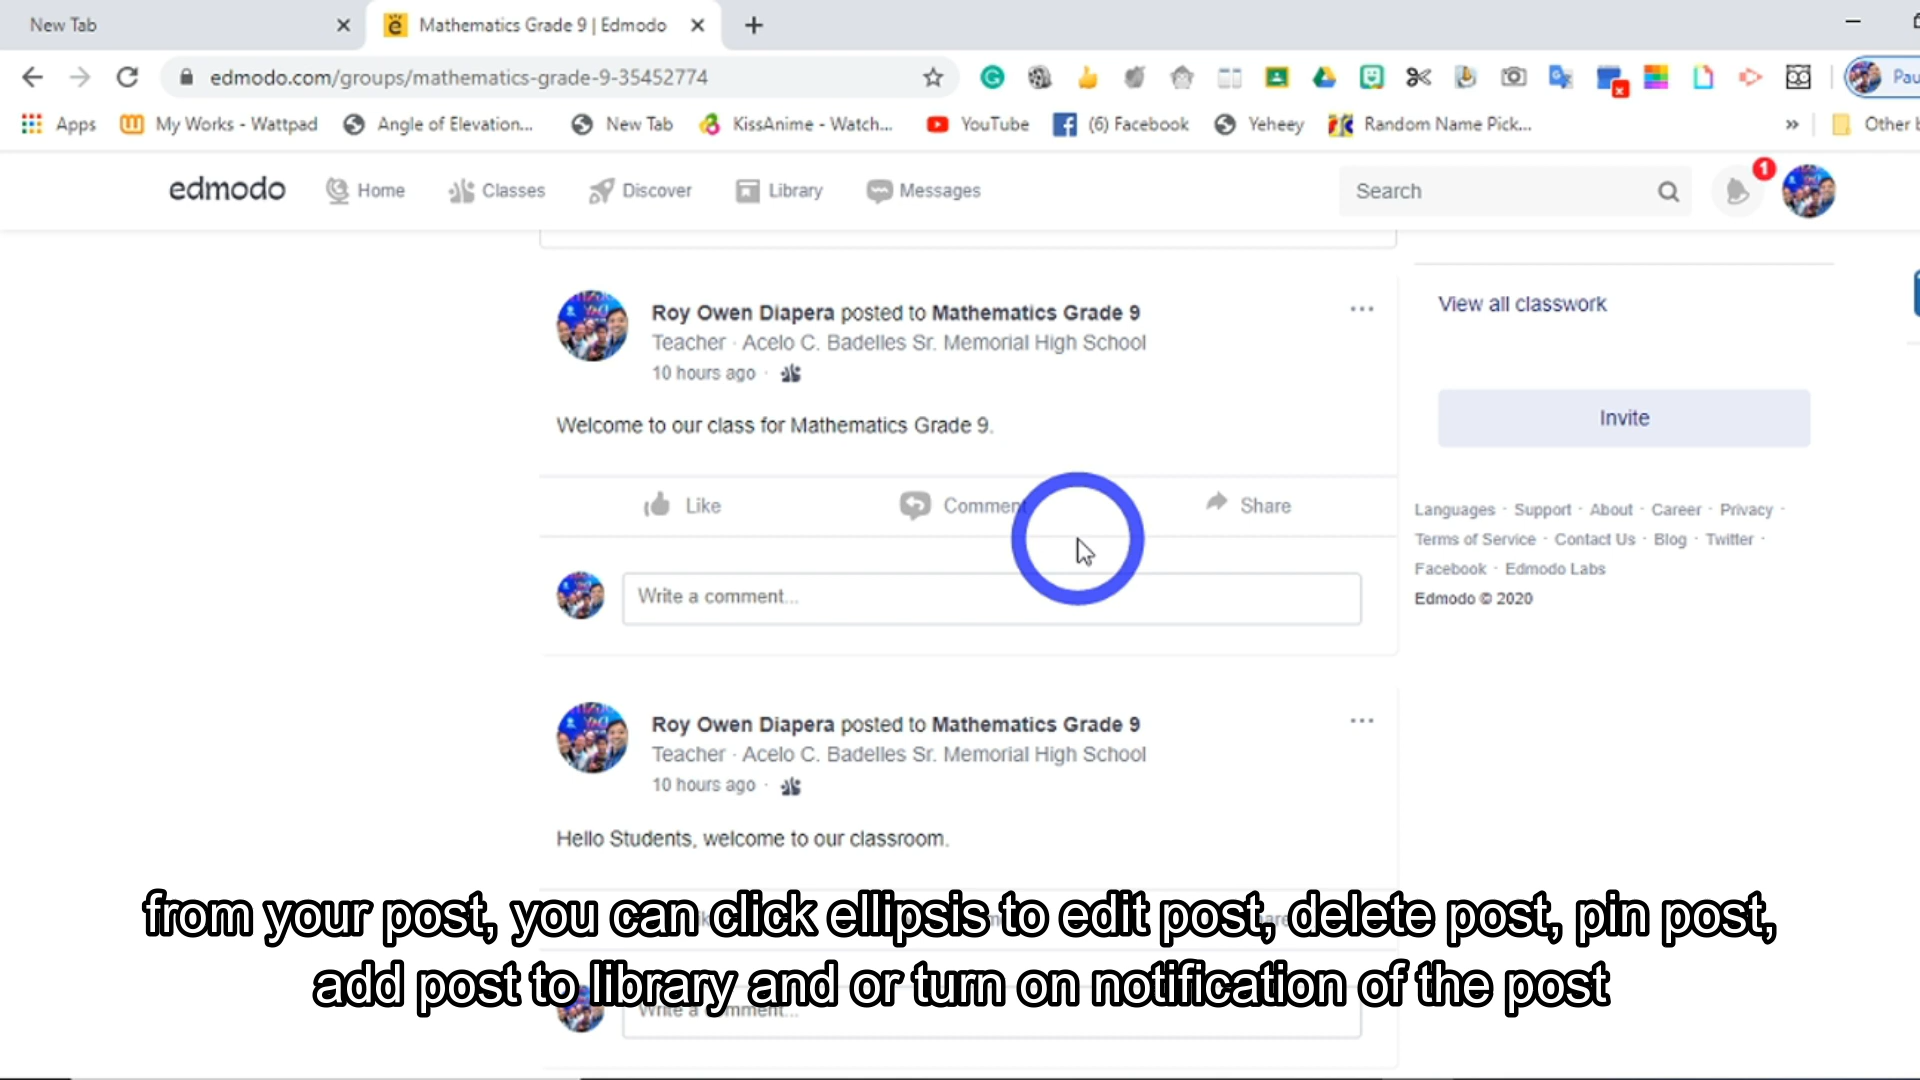 New Tab
Mathematics Grade 9 | Edmodo
edmodo.com/groups/mathematics-grade-9-35452774
Pau
Apps
My Works - Wattpad
Angle of Elevation...
New Tab
KissAnime - Watch...
YouTube
(6) Facebook
Yeheey
Random Name Pick...
»
Other b
edmodo
Home
Classes
Discover
Library
Messages
Search
1
Roy Owen Diapera posted to Mathematics Grade 9
Teacher · Acelo C. Badelles Sr. Memorial High School
10 hours ago ·
Welcome to our class for Mathematics Grade 9.
Like
Comment
Share
Write a comment...
Roy Owen Diapera posted to Mathematics Grade 9
Teacher · Acelo C. Badelles Sr. Memorial High School
10 hours ago ·
Hello Students, welcome to our classroom.
View all classwork
Invite
Languages · Support · About · Career · Privacy ·
Terms of Service · Contact Us · Blog · Twitter ·
Facebook · Edmodo Labs
Edmodo © 2020
from your post, you can click ellipsis to edit post, delete post, pin post,
add post to library and or turn on notification of the post
Write a comment...